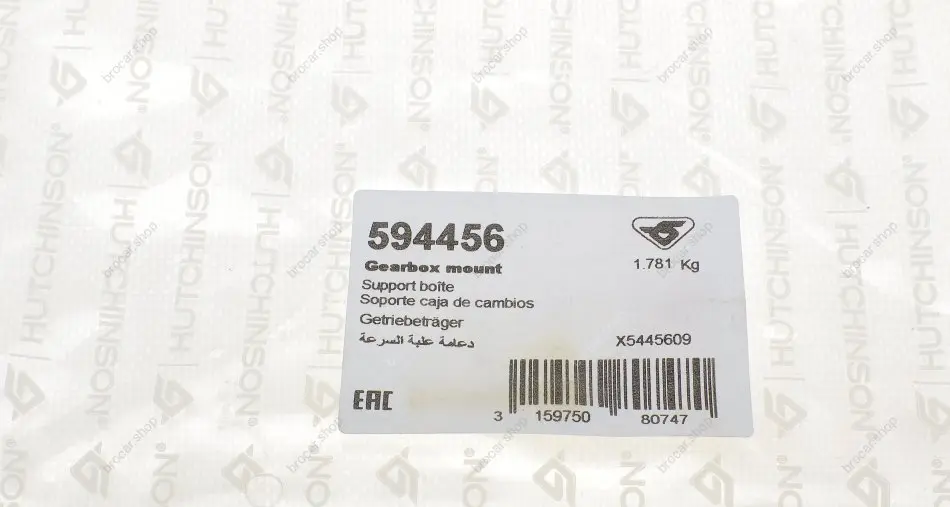 594456
Gearbox mount
1.781 Kg
Support boîte
Soporte caja de cambios
Getriebeträger
دعامة علبة السرعة
X5445609
EAC
3 159750 80747
HUTCHINSON®
brocar.shop